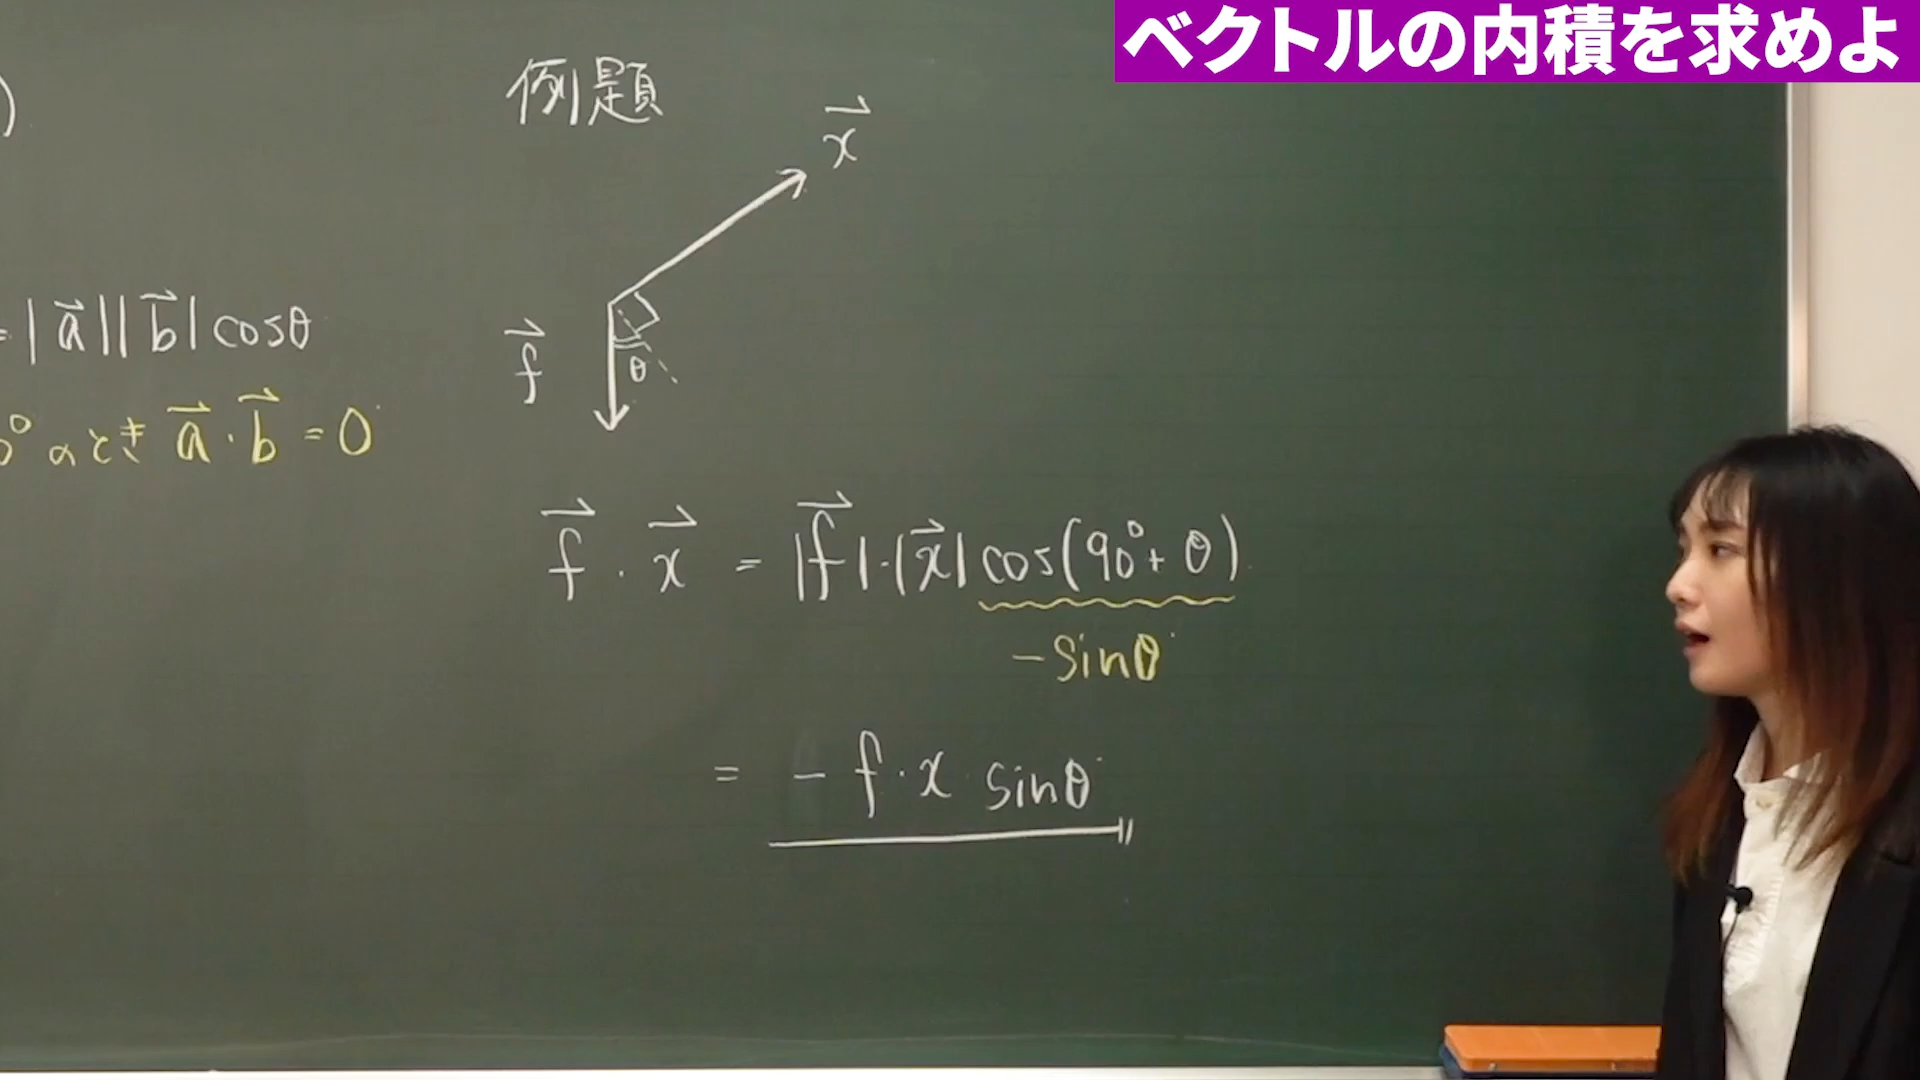 ベクトルの内積を求めよ
)
= |a⃗||b⃗| cosθ
0° のとき a⃗・b⃗ = 0
例題
x⃗
f⃗
θ
f⃗・x⃗ = |f⃗|・|x⃗| cos(90°+θ)
-sinθ
= -f・x sinθ